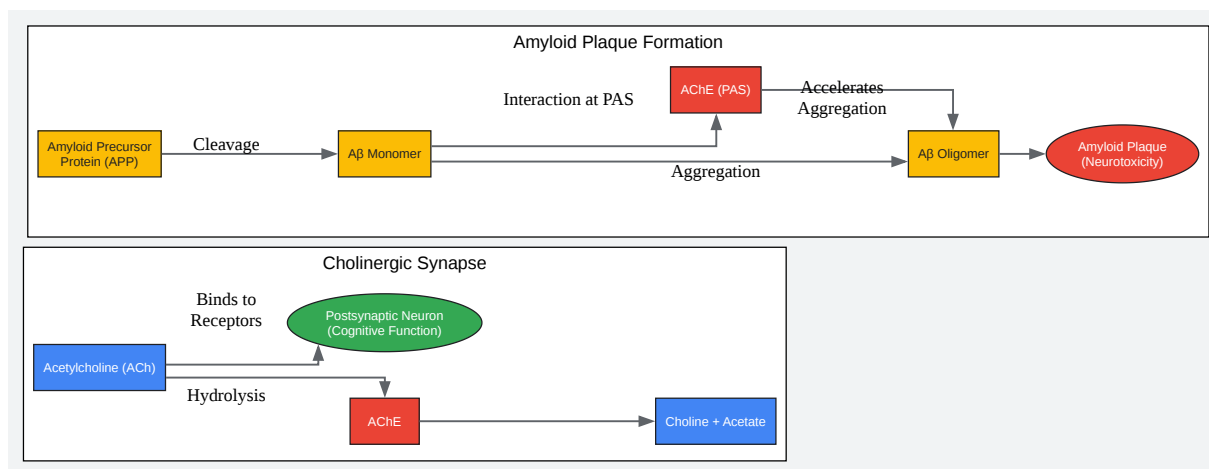 Amyloid Plaque Formation
AChE (PAS)
Interaction at PAS
Accelerates
Aggregation
Amyloid Precursor
Protein (APP)
Cleavage
Aβ Monomer
Aggregation
Aβ Oligomer
Amyloid Plaque
(Neurotoxicity)
Cholinergic Synapse
Binds to
Receptors
Postsynaptic Neuron
(Cognitive Function)
Acetylcholine (ACh)
Hydrolysis
AChE
Choline + Acetate